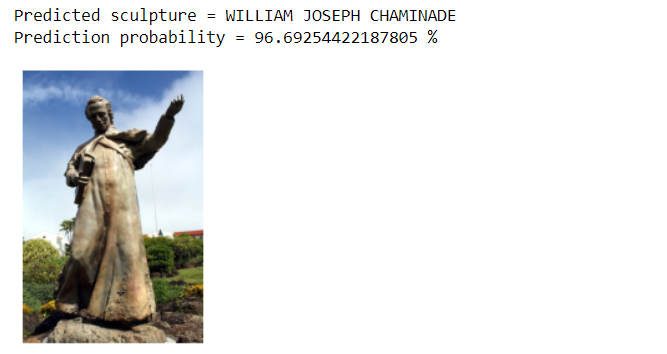 Predicted sculpture = WILLIAM JOSEPH CHAMINADE
Prediction probability = 96.69254422187805 %